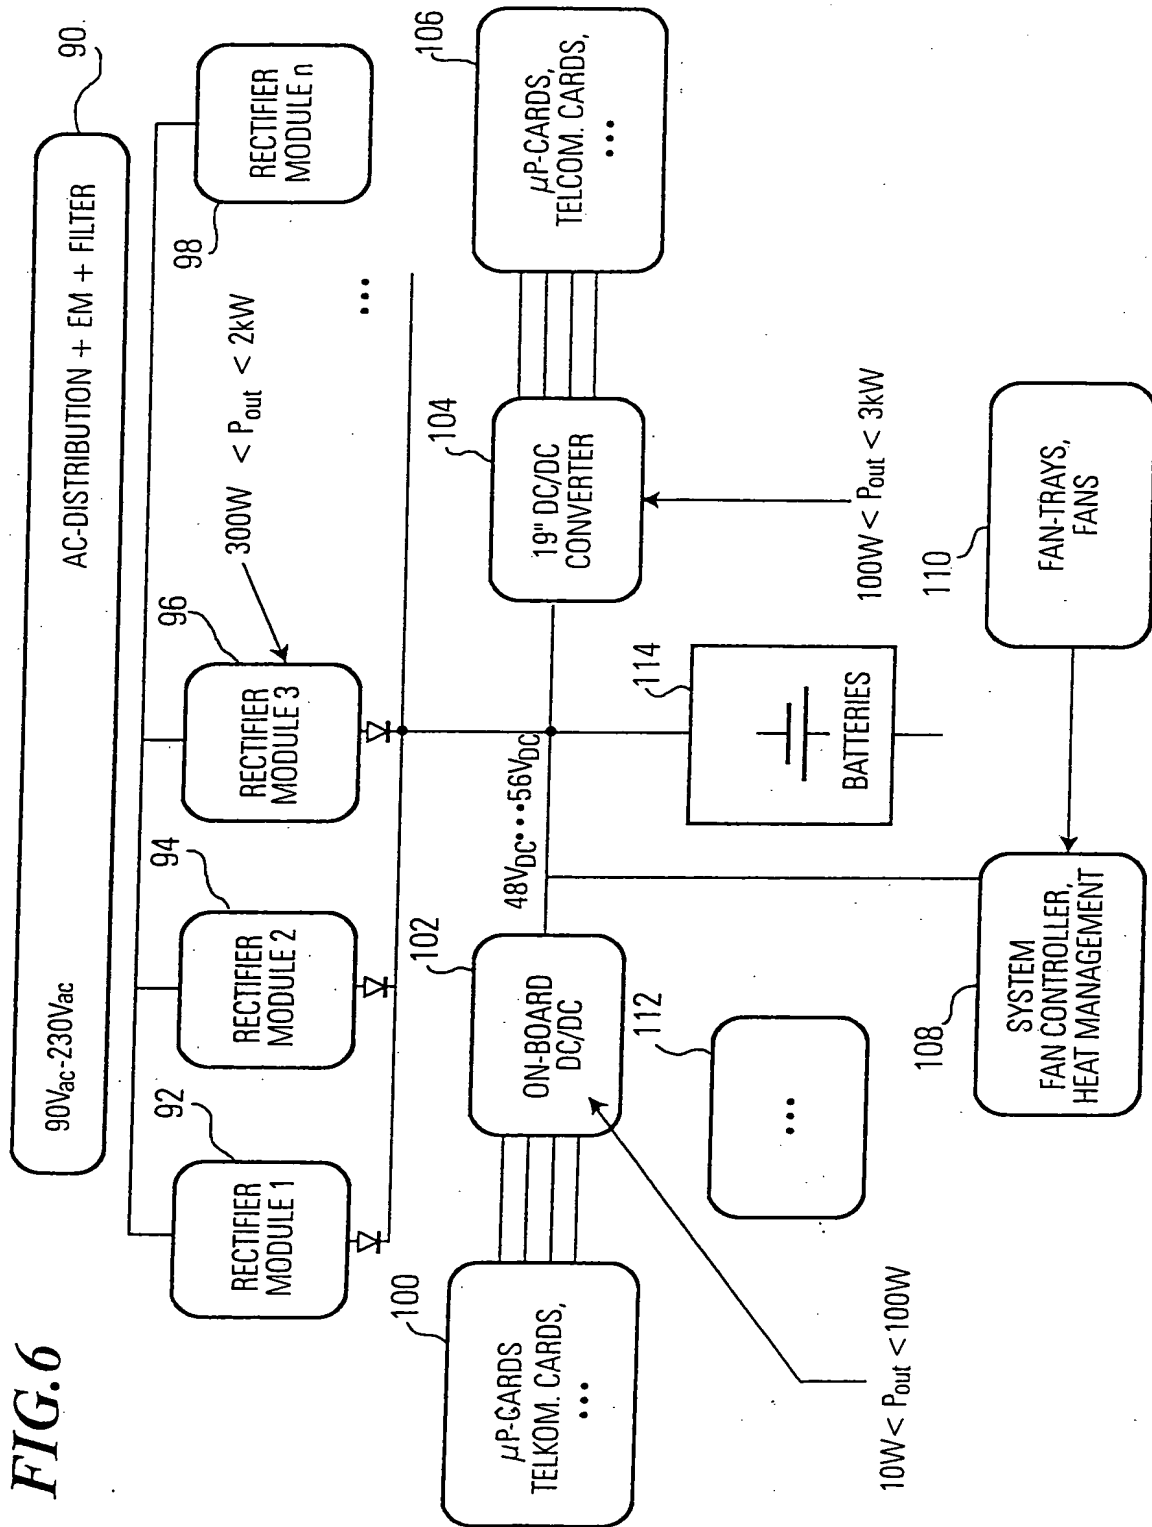 FIG.6
90Vac-230Vac
AC-DISTRIBUTION + EM + FILTER
90
92
RECTIFIER
MODULE 1
94
RECTIFIER
MODULE 2
96
RECTIFIER
MODULE 3
300W < Pout < 2kW
98
RECTIFIER
MODULE n
•••
100
µP-CARDS
TELKOM. CARDS,
•••
102
ON-BOARD
DC/DC
48VDC•••56VDC
104
19" DC/DC
CONVERTER
106
µP-CARDS,
TELCOM. CARDS,
•••
10W< Pout <100W
112
•••
114
BATTERIES
100W < Pout < 3kW
108
SYSTEM
FAN CONTROLLER,
HEAT MANAGEMENT
110
FAN-TRAYS,
FANS